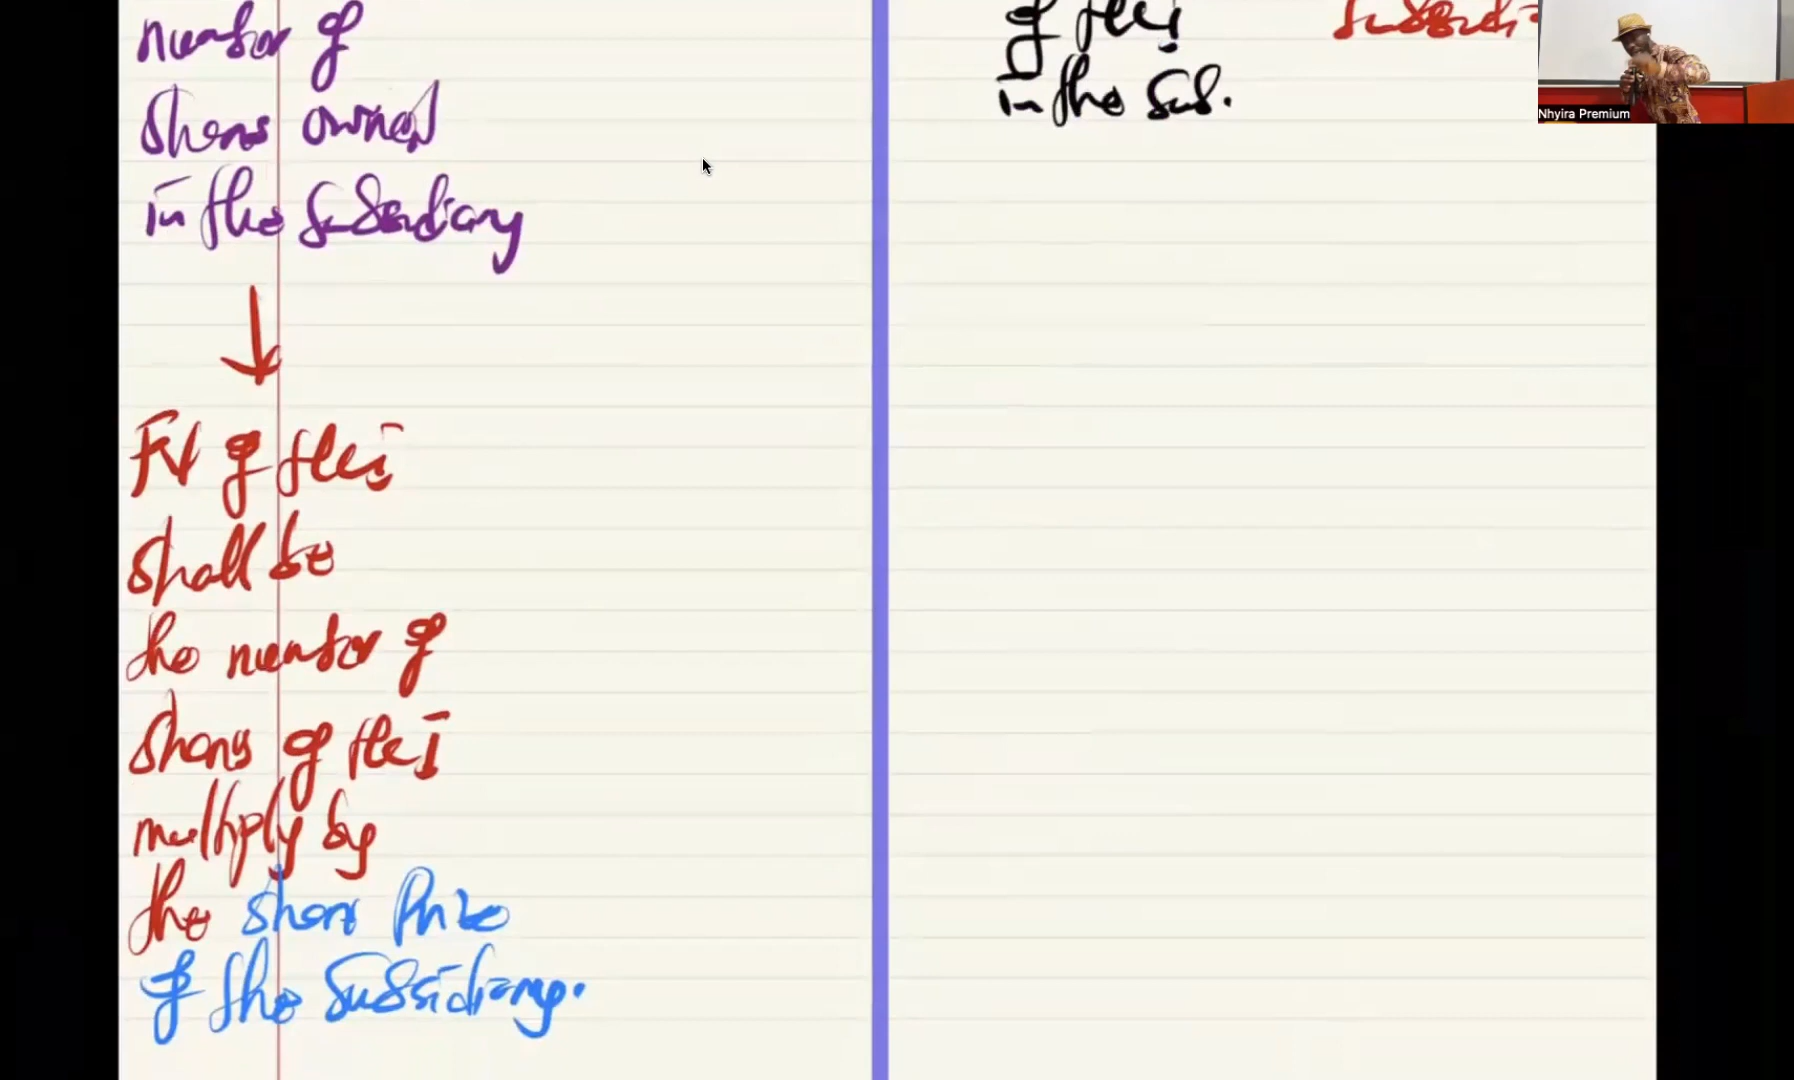 number of
shares owned
in the Subsidiary
FV of NCI
shall be
the number of
shares of NCI
multiply by
the share Price
of the Subsidiary.
of NCI
in the Sub.
Nhyira Premium